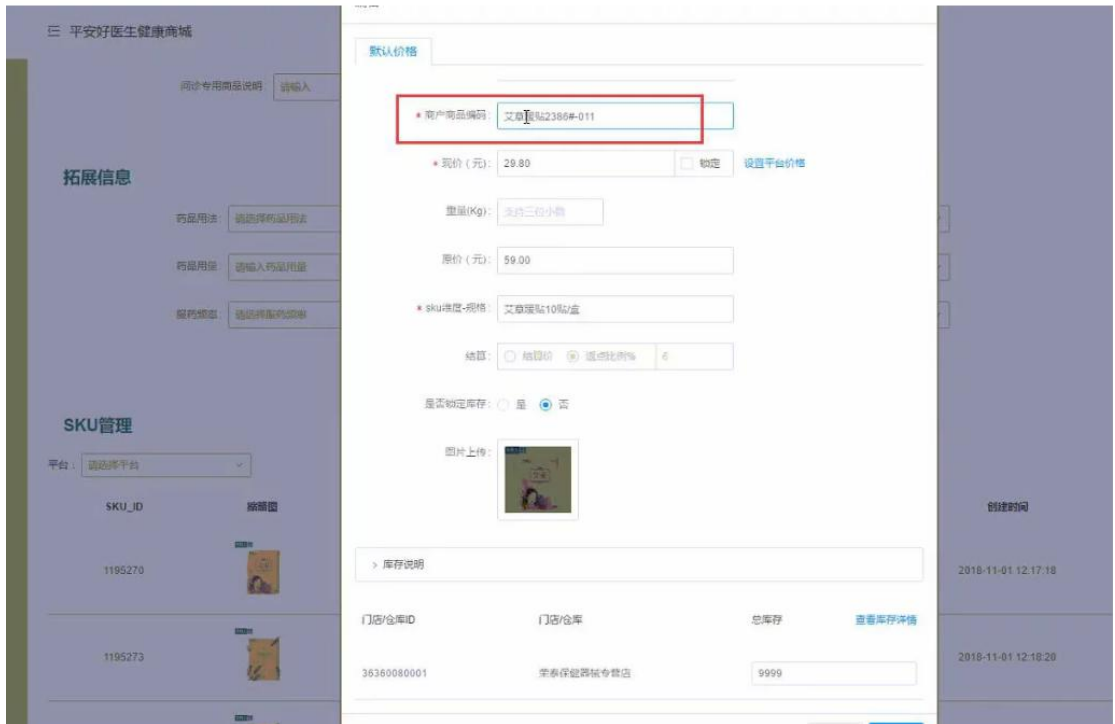 平安好医生健康商城
问诊专用商品说明 请输入
拓展信息
药品用法: 请选择药品用法
药品用量: 请输入药品用量
服药频率: 请选择服药频率
SKU管理
平台: 请选择平台
SKU_ID 缩略图 创建时间
1195270 2018-11-01 12:17:18
1195273 2018-11-01 12:18:20
默认价格
* 商户商品编码: 艾草暖贴2386#-011
* 现价 (元): 29.80 锁定 设置平台价格
重量(Kg): 支持三位小数
原价 (元): 59.00
* sku维度-规格: 艾草暖贴10贴/盒
结算: 结算价 返点比例% 6
是否锁定库存: 是 否
图片上传:
> 库存说明
门店/仓库ID 门店/仓库 总库存 查看库存详情
36360080001 荣泰保健器械专营店 9999